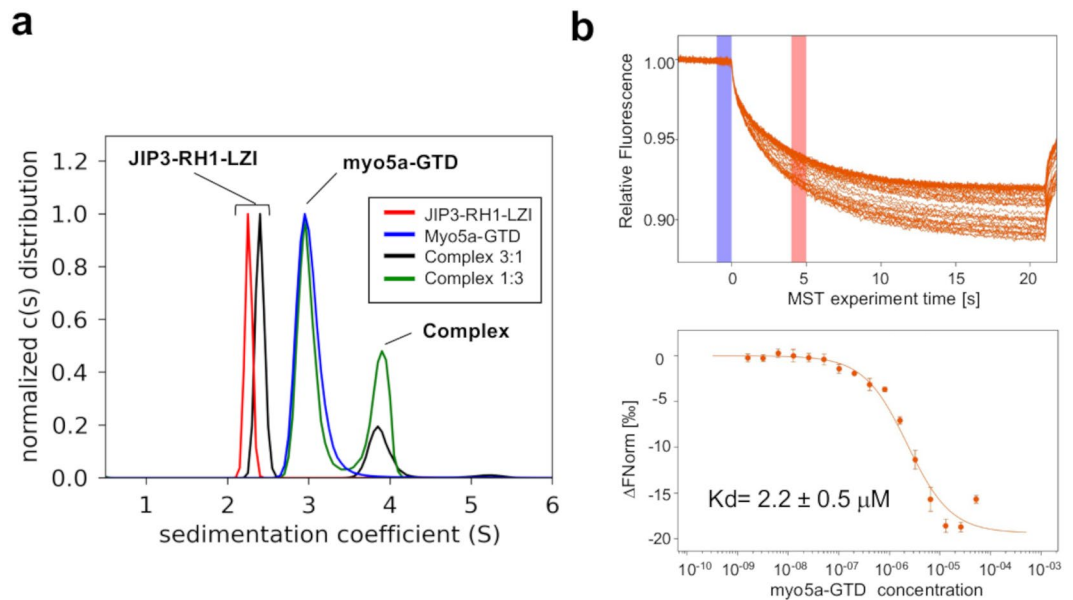 a
JIP3-RH1-LZI
myo5a-GTD
JIP3-RH1-LZI
Myo5a-GTD
Complex 3:1
Complex 1:3
Complex
normalized c(s) distribution
1.2
1.0
0.8
0.6
0.4
0.2
0.0
1 2 3 4 5 6
sedimentation coefficient (S)
b
Relative Fluorescence
1.00
0.95
0.90
0 5 10 15 20
MST experiment time [s]
ΔFNorm [‰]
0
-5
-10
-15
-20
Kd= 2.2 ± 0.5 μM
10⁻¹⁰ 10⁻⁰⁹ 10⁻⁰⁸ 10⁻⁰⁷ 10⁻⁰⁶ 10⁻⁰⁵ 10⁻⁰⁴ 10⁻⁰³
myo5a-GTD concentration